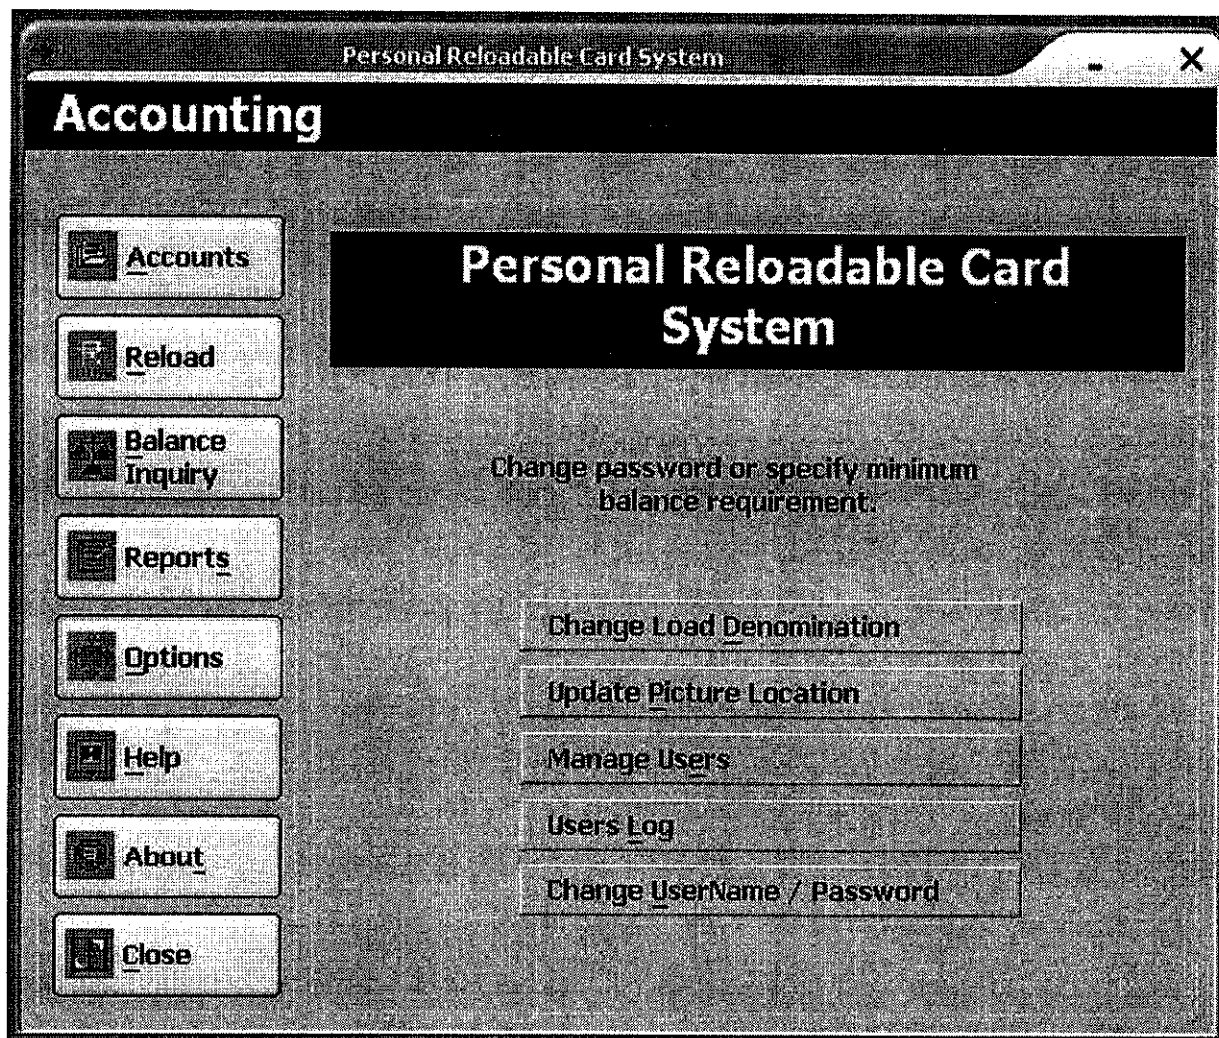 Personal Reloadable Card System
Accounting
Accounts
Reload
Balance
Inquiry
Reports
Options
Help
About
Close
Personal Reloadable Card
System
Change password or specify minimum
balance requirement.
Change Load Denomination
Update Picture Location
Manage Users
Users Log
Change UserName / Password